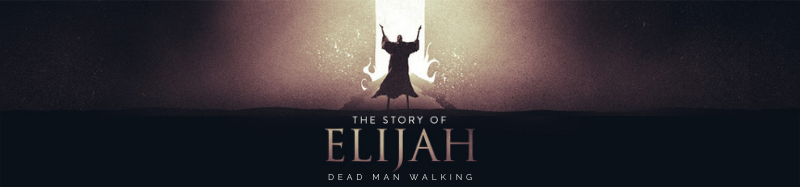 THE STORY OF
ELIJAH
DEAD MAN WALKING